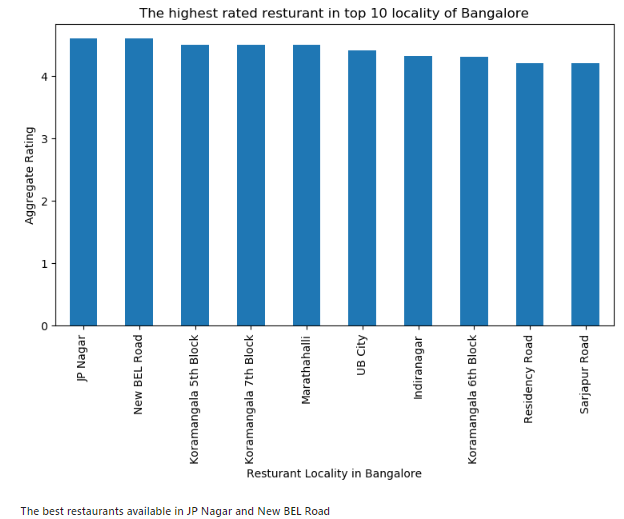 The highest rated resturant in top 10 locality of Bangalore
Aggregate Rating
4
3
2
1
0
JP Nagar
New BEL Road
Koramangala 5th Block
Koramangala 7th Block
Marathahalli
UB City
Indiranagar
Koramangala 6th Block
Residency Road
Sarjapur Road
Resturant Locality in Bangalore
The best restaurants available in JP Nagar and New BEL Road